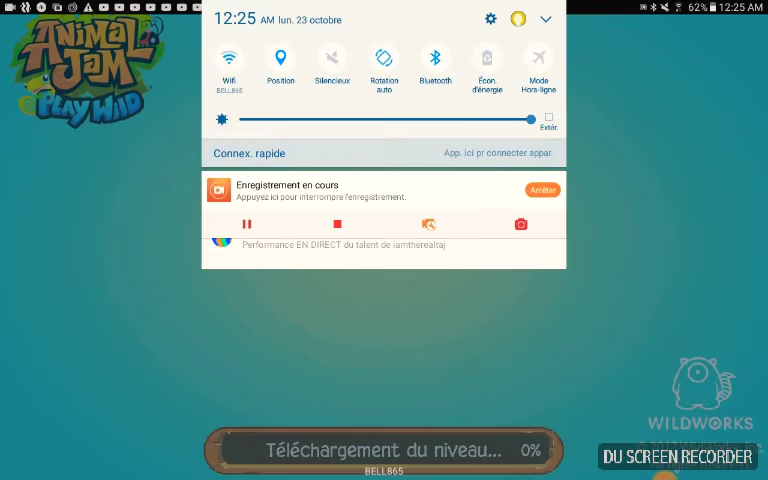 12:25 AM lun. 23 octobre
62% 12:25 AM
ANIMAL JAM
PLAY WILD
Wifi
BELL865
Position
Silencieux
Rotation auto
Bluetooth
Écon. d'énergie
Mode Hors-ligne
Extér.
Connex. rapide
App. ici pr connecter appar.
Enregistrement en cours
Appuyez ici pour interrompre l'enregistrement.
Arrêter
Performance EN DIRECT du talent de iamtherealtaj
WILDWORKS
Téléchargement du niveau... 0%
DU SCREEN RECORDER
BELL865